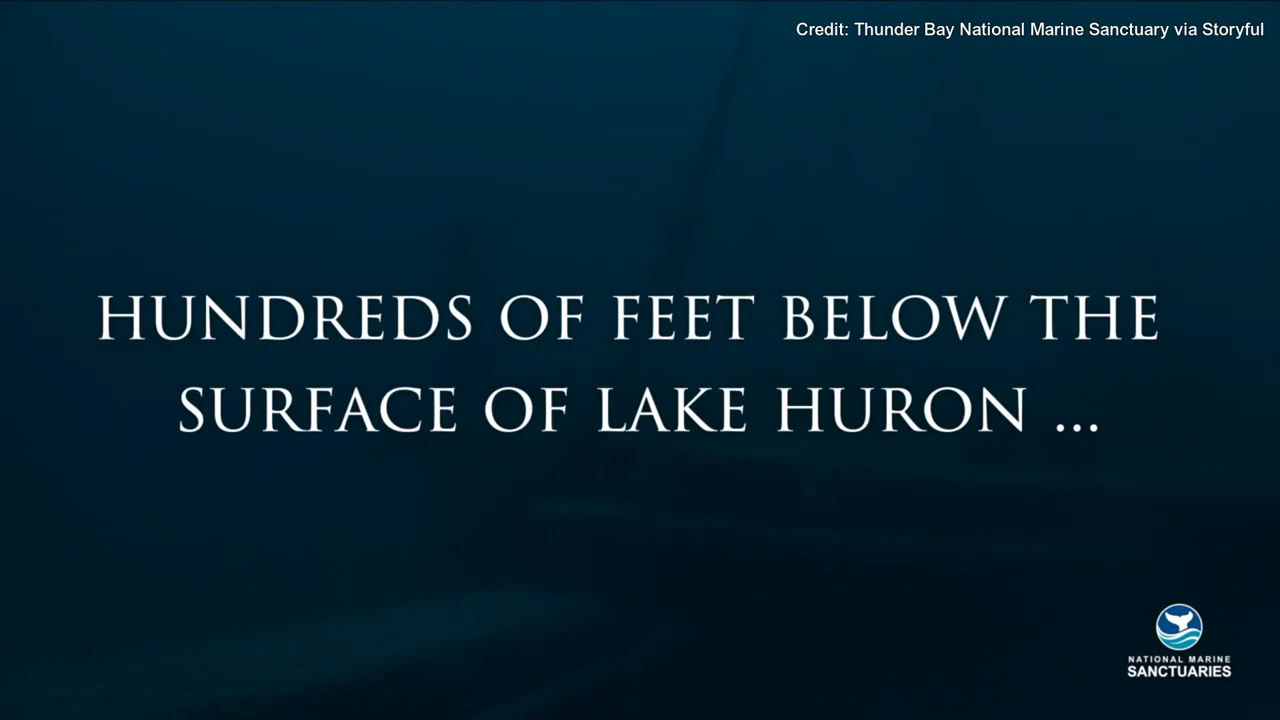 Credit: Thunder Bay National Marine Sanctuary via Storyful
HUNDREDS OF FEET BELOW THE
SURFACE OF LAKE HURON ...
NATIONAL MARINE
SANCTUARIES